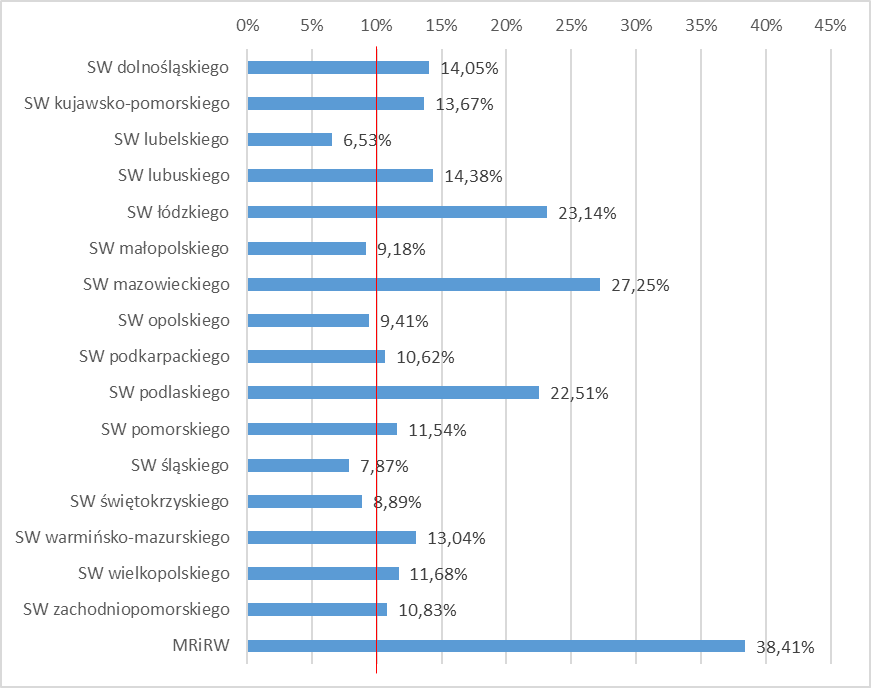 0% 5% 10% 15% 20% 25% 30% 35% 40% 45%
SW dolnośląskiego 14,05%
SW kujawsko-pomorskiego 13,67%
SW lubelskiego 6,53%
SW lubuskiego 14,38%
SW łódzkiego 23,14%
SW małopolskiego 9,18%
SW mazowieckiego 27,25%
SW opolskiego 9,41%
SW podkarpackiego 10,62%
SW podlaskiego 22,51%
SW pomorskiego 11,54%
SW śląskiego 7,87%
SW świętokrzyskiego 8,89%
SW warmińsko-mazurskiego 13,04%
SW wielkopolskiego 11,68%
SW zachodniopomorskiego 10,83%
MRiRW 38,41%